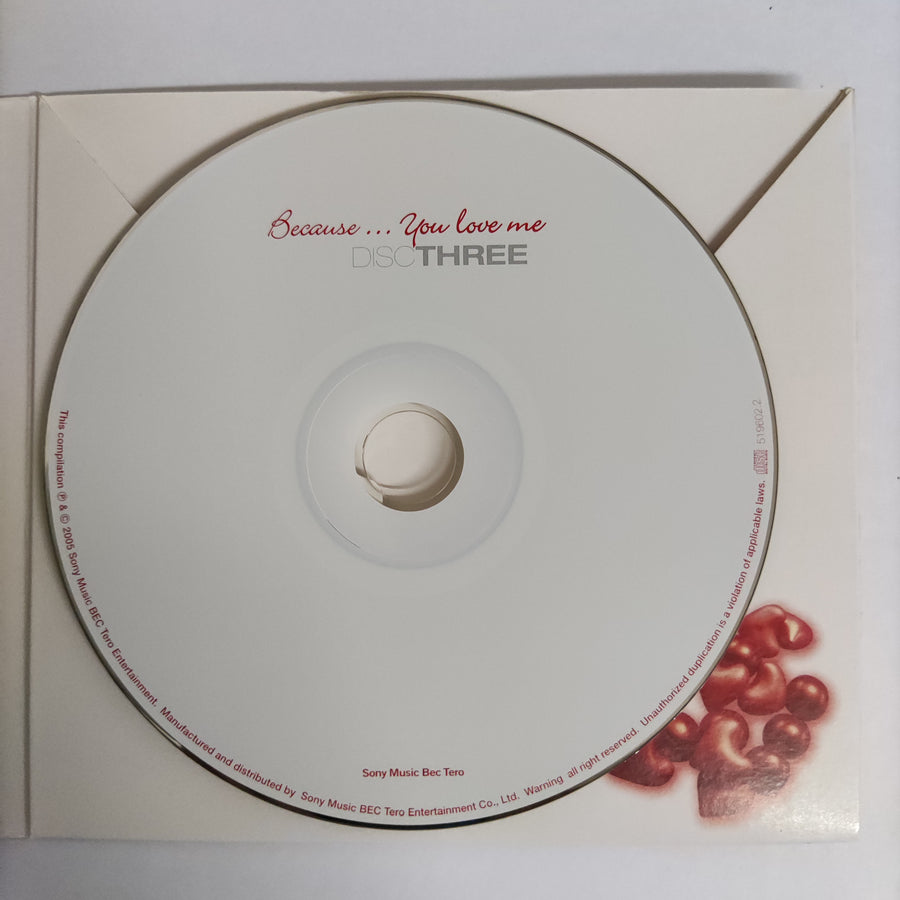 Because ... You love me
DISCTHREE
519602.2
Sony Music Bec Tero
This compilation ℗ & © 2005 Sony Music BEC Tero Entertainment. Manufactured and distributed by Sony Music BEC Tero Entertainment Co., Ltd. Warning all right reserved. Unauthorized duplication is a violation of applicable laws.